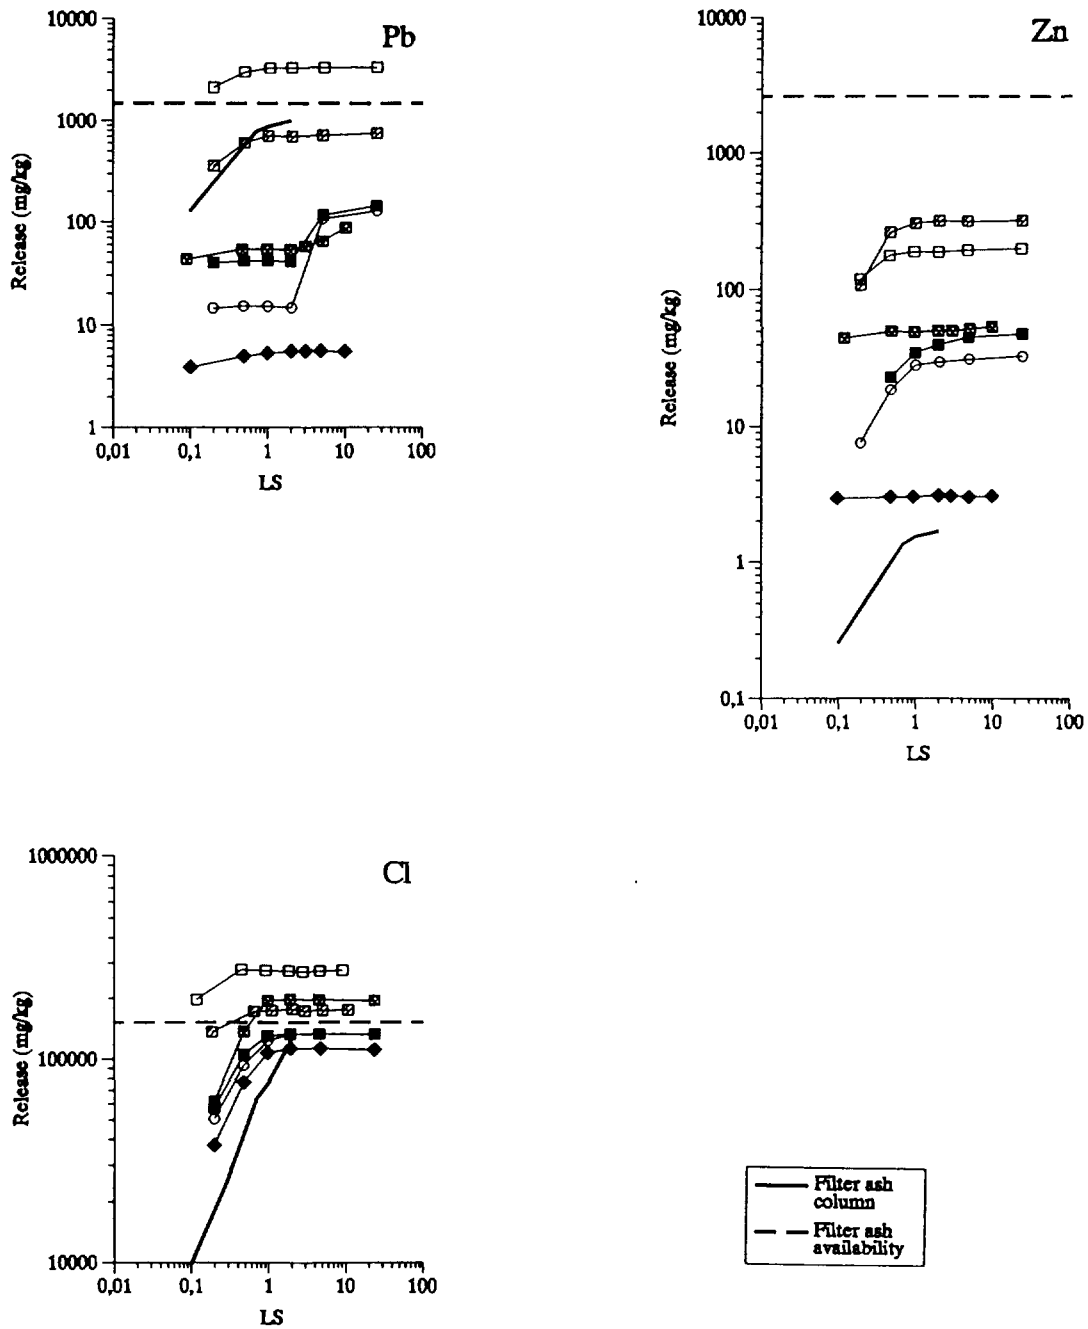 Pb
10000
1000
100
10
1
Release (mg/kg)
0,01 0,1 1 10 100
LS
Zn
10000
1000
100
10
1
0,1
Release (mg/kg)
0,01 0,1 1 10 100
LS
Cl
1000000
100000
10000
Release (mg/kg)
0,01 0,1 1 10 100
LS
Filter ash
column
Filter ash
availability